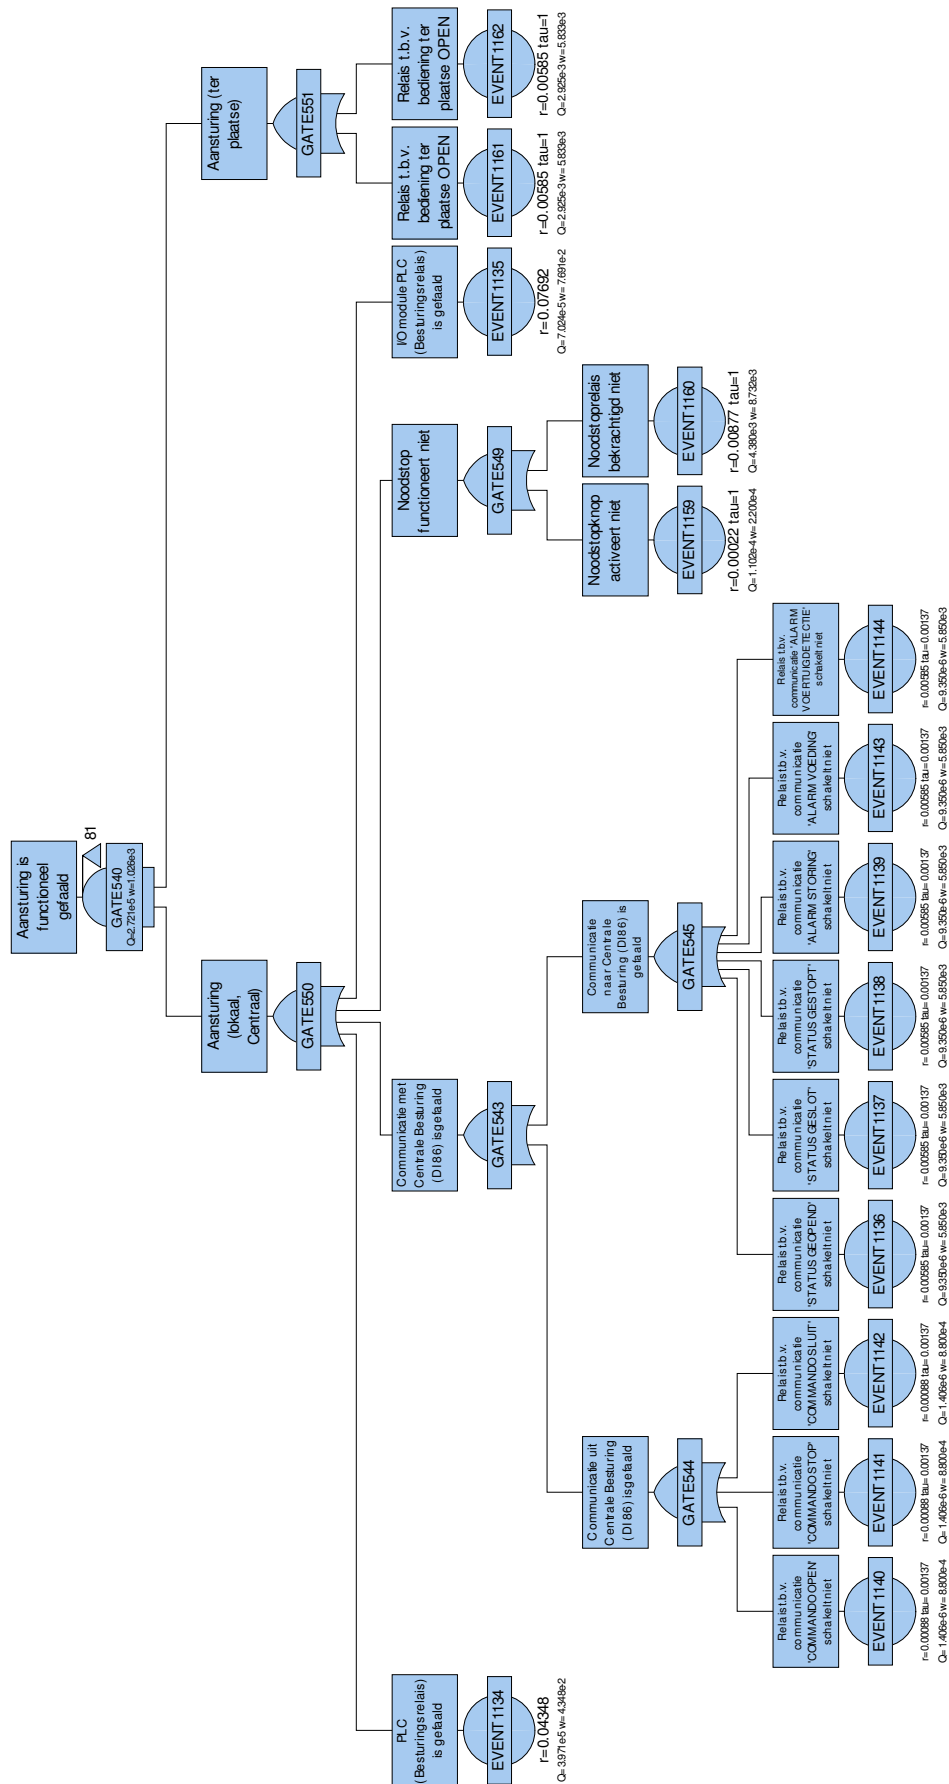 Aansturing is
functioneel
gefaald
81
GATE540
Q=2.721e-5 w=1.026e-3
Aansturing
(lokaal,
Centraal)
GATE550
Aansturing (ter
plaatse)
GATE551
PLC
(Besturingsrelais)
is gefaald
EVENT1134
r=0.04348
Q=3.971e-5 w=4.348e-2
Communicatie met
Centrale Besturing
(DI86) is gefaald
GATE543
Noodstop
functioneert niet
GATE549
I/O module PLC
(Besturingsrelais)
is gefaald
EVENT1135
r=0.07692
Q=7.024e-5 w=7.691e-2
Relais t.b.v.
bediening ter
plaatse OPEN
EVENT1161
r=0.00585 tau=1
Q=2.925e-3 w=5.833e-3
Relais t.b.v.
bediening ter
plaatse OPEN
EVENT1162
r=0.00585 tau=1
Q=2.925e-3 w=5.833e-3
Communicatie uit
Centrale Besturing
(DI86) is gefaald
GATE544
Communicatie
naar Centrale
Besturing (DI86) is
gefaald
GATE545
Noodstopknop
activeert niet
EVENT1159
r=0.00022 tau=1
Q=1.102e-4 w=2.200e-4
Noodstoprelais
bekrachtigd niet
EVENT1160
r=0.00877 tau=1
Q=4.380e-3 w=8.732e-3
Relais t.b.v.
communicatie
'COMMANDO OPEN'
schakelt niet
EVENT1140
r=0.00088 tau=0.00137
Q=1.406e-6 w=8.800e-4
Relais t.b.v.
communicatie
'COMMANDO STOP'
schakelt niet
EVENT1141
r=0.00088 tau=0.00137
Q=1.406e-6 w=8.800e-4
Relais t.b.v.
communicatie
'COMMANDO SLUIT'
schakelt niet
EVENT1142
r=0.00088 tau=0.00137
Q=1.406e-6 w=8.800e-4
Relais t.b.v.
communicatie
'STATUS GEOPEND'
schakelt niet
EVENT1136
r=0.00585 tau=0.00137
Q=9.350e-6 w=5.850e-3
Relais t.b.v.
communicatie
'STATUS GESLOT'
schakelt niet
EVENT1137
r=0.00585 tau=0.00137
Q=9.350e-6 w=5.850e-3
Relais t.b.v.
communicatie
'STATUS GESTOPT'
schakelt niet
EVENT1138
r=0.00585 tau=0.00137
Q=9.350e-6 w=5.850e-3
Relais t.b.v.
communicatie
'ALARM STORING'
schakelt niet
EVENT1139
r=0.00585 tau=0.00137
Q=9.350e-6 w=5.850e-3
Relais t.b.v.
communicatie
'ALARM VOEDING'
schakelt niet
EVENT1143
r=0.00585 tau=0.00137
Q=9.350e-6 w=5.850e-3
Relais t.b.v.
communicatie 'ALARM
VOERTUIGDETECTIE'
schakelt niet
EVENT1144
r=0.00585 tau=0.00137
Q=9.350e-6 w=5.850e-3